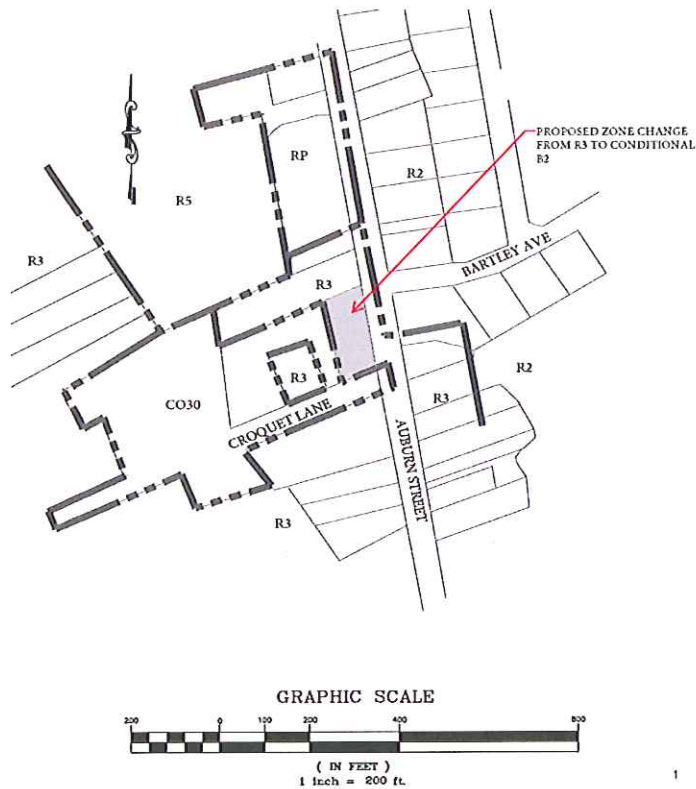 PROPOSED ZONE CHANGE
FROM R3 TO CONDITIONAL
B2
RP
R2
R5
R3
BARTLEY AVE
R3
R3
R2
CO30
R3
CROQUET LANE
AUBURN STREET
R3
GRAPHIC SCALE
200 0 100 200 400 800
( IN FEET )
1 inch = 200 ft.
1